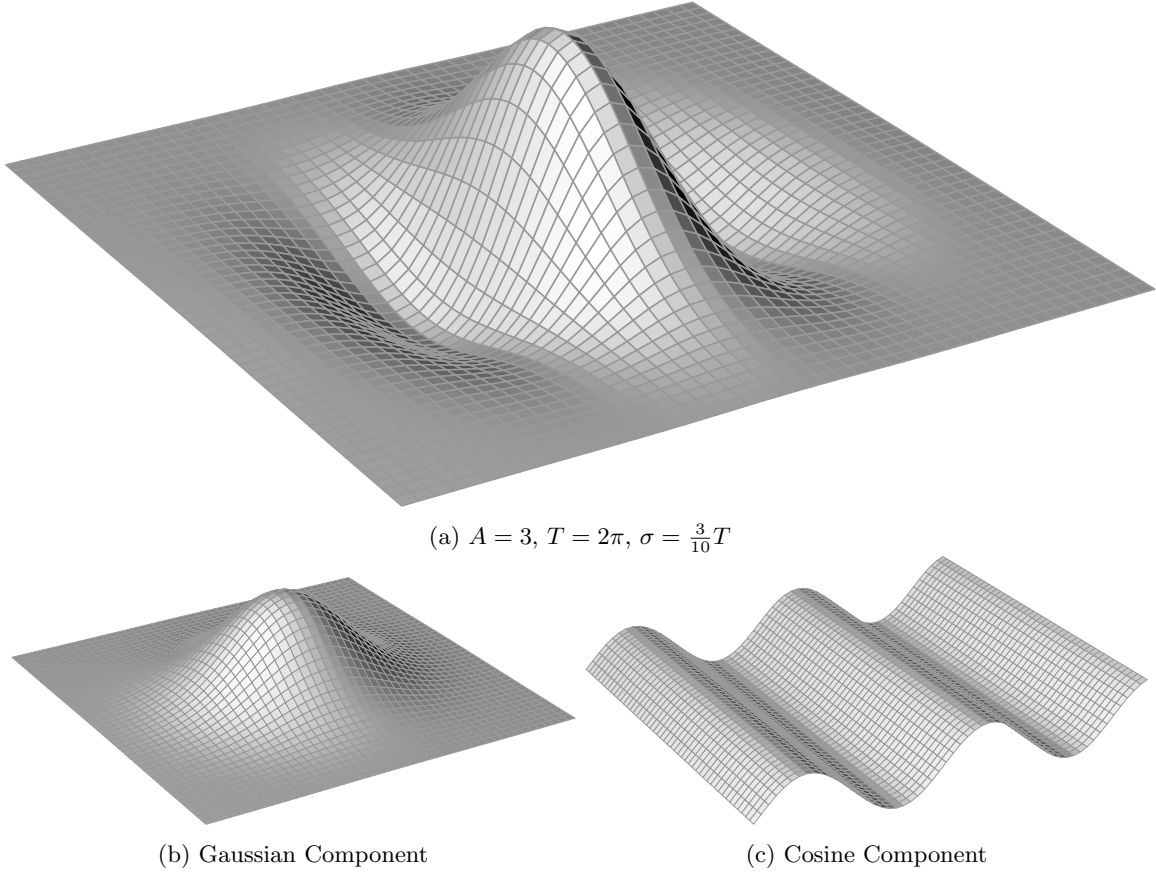 (a) A = 3, T = 2π, σ = 3/10 T
(b) Gaussian Component
(c) Cosine Component